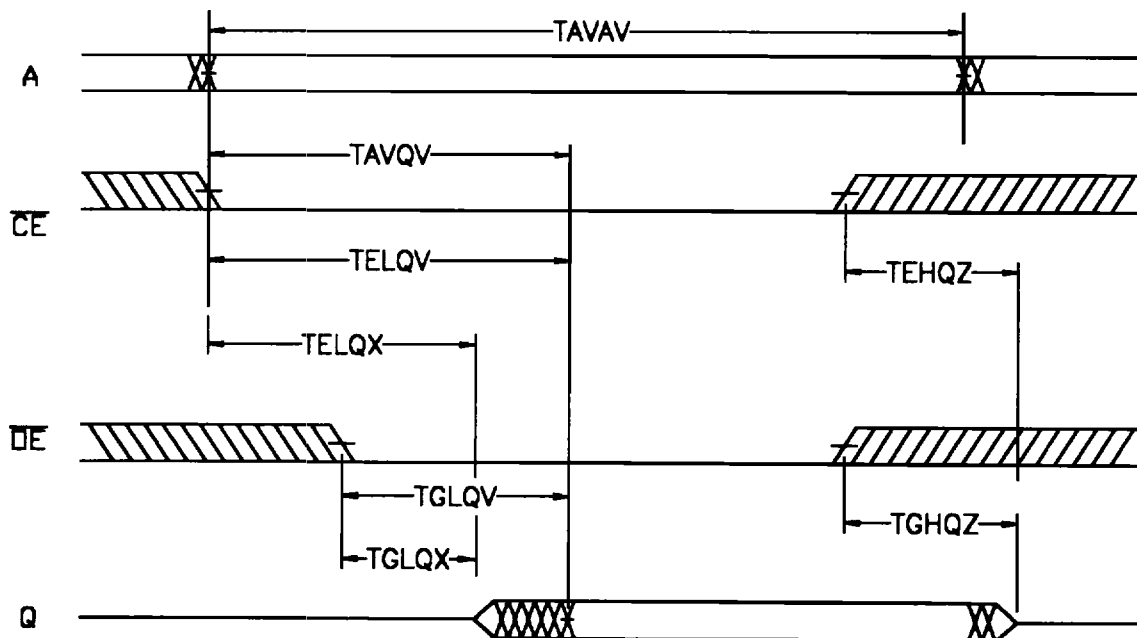 TAVAV
A
TAVQV
CE
TELQV
TEHQZ
TELQX
OE
TGLQV
TGHQZ
TGLQX
Q